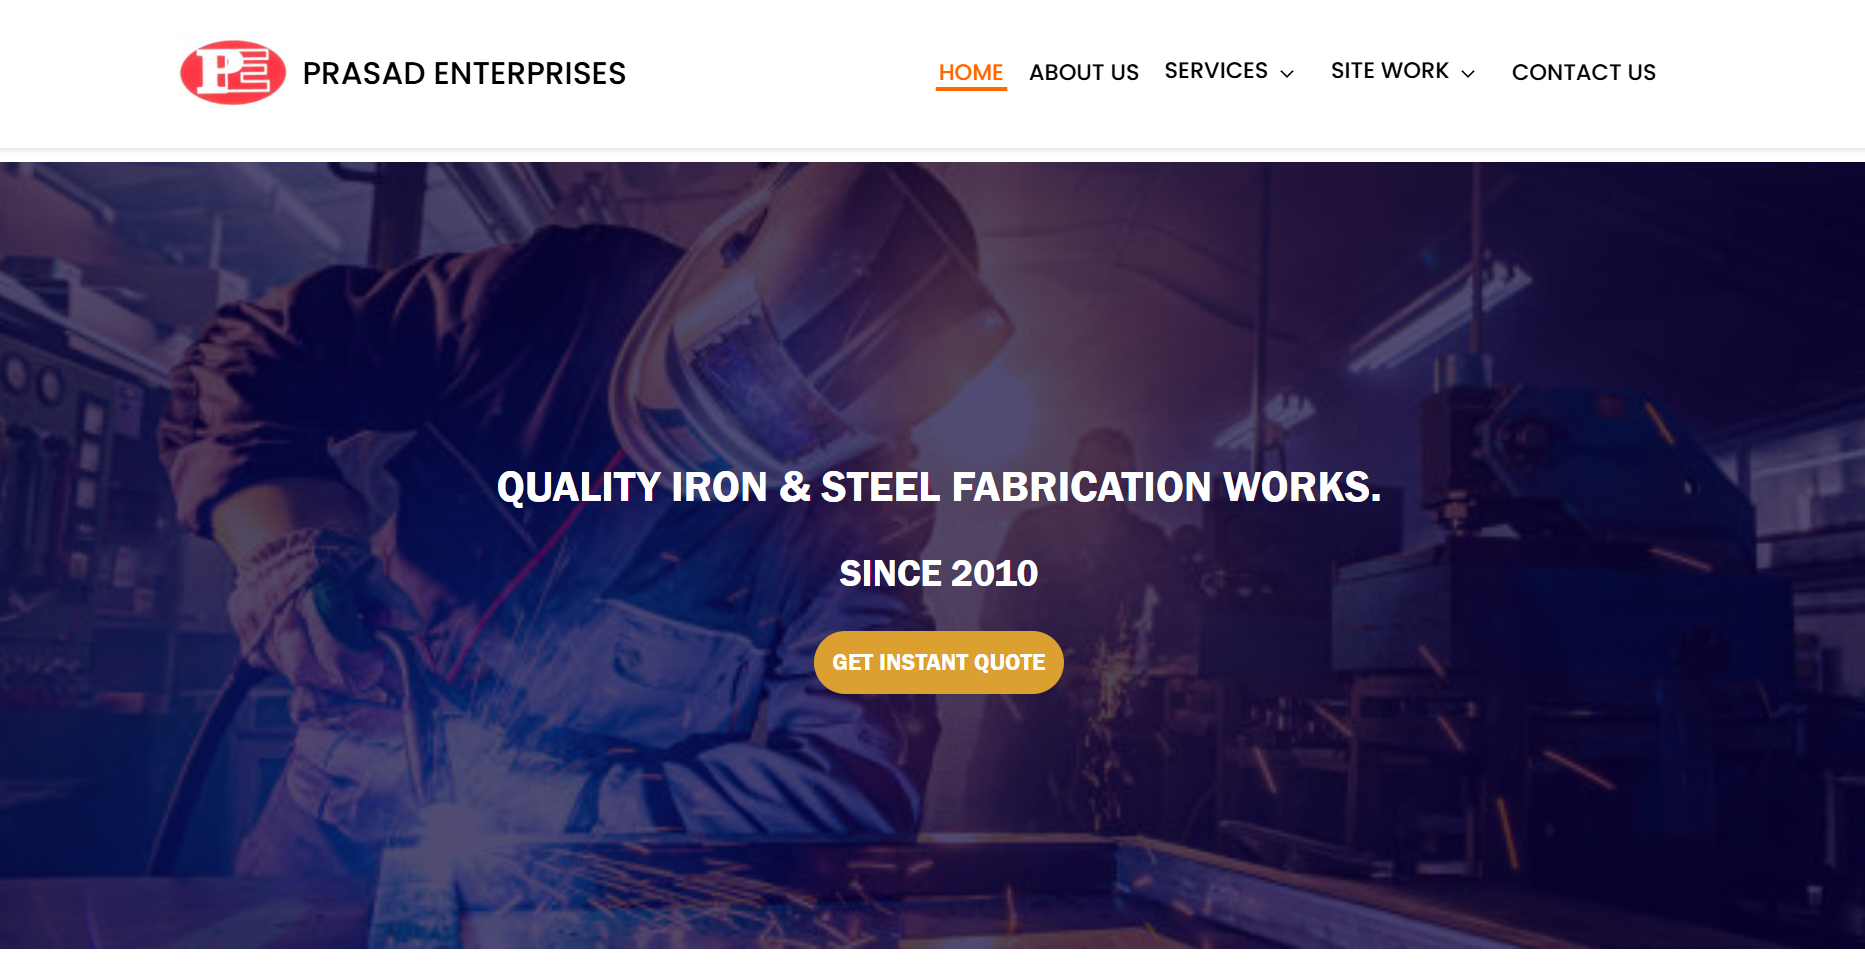 PE PRASAD ENTERPRISES
HOME ABOUT US SERVICES SITE WORK CONTACT US
QUALITY IRON & STEEL FABRICATION WORKS.
SINCE 2010
GET INSTANT QUOTE